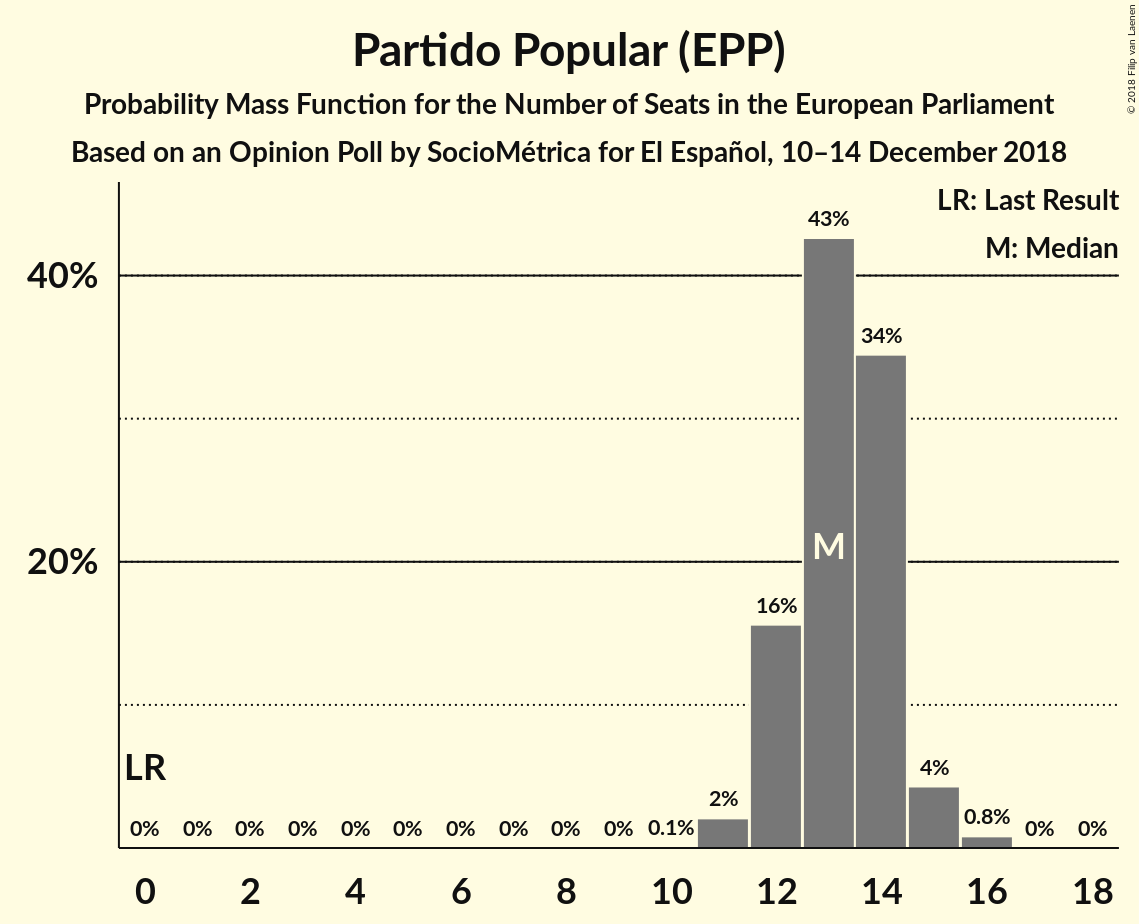 Partido Popular (EPP)
Probability Mass Function for the Number of Seats in the European Parliament
Based on an Opinion Poll by SocioMétrica for El Español, 10–14 December 2018
© 2018 Filip van Laenen
LR: Last Result
M: Median
43%
40%
34%
M
20%
16%
LR
4%
2%
0.8%
0% 0% 0% 0% 0% 0% 0% 0% 0% 0% 0.1% 0% 0%
0 2 4 6 8 10 12 14 16 18